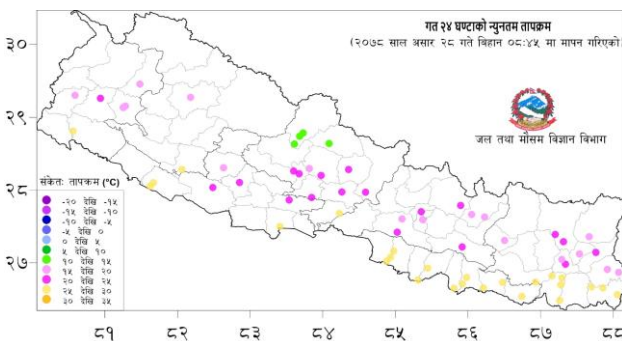 गत २४ घण्टाको न्युनतम तापक्रम
(२०७८ साल असार २८ गते बिहान ०८:४५ मा मापन गरिएको)
जल तथा मौसम विज्ञान विभाग
३०
२९
२८
२७
संकेत: तापक्रम (°C)
-२० देखि -१५
-१५ देखि -१०
-१० देखि -५
-५ देखि ०
० देखि ५
५ देखि १०
१० देखि १५
१५ देखि २०
२० देखि २५
२५ देखि ३०
३० देखि ३५
८१ ८२ ८३ ८४ ८५ ८६ ८७ ८८